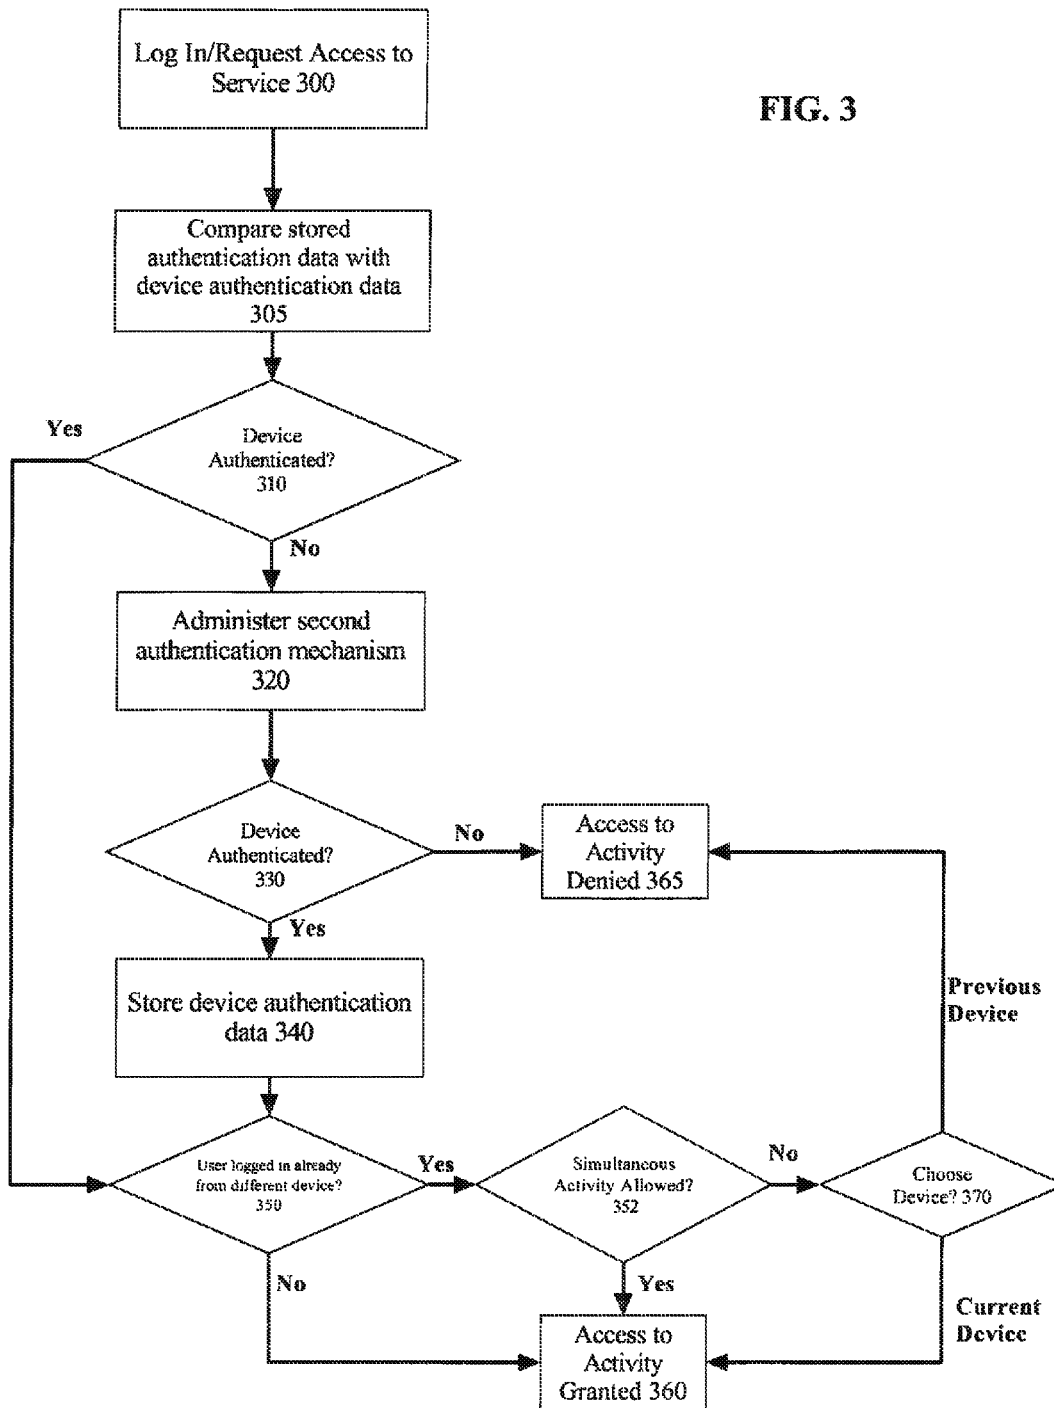 Log In/Request Access to
Service 300
FIG. 3
Compare stored
authentication data with
device authentication data
305
Yes
Device
Authenticated?
310
No
Administer second
authentication mechanism
320
Device
Authenticated?
330
No
Access to
Activity
Denied 365
Yes
Store device authentication
data 340
Previous
Device
User logged in already
from different device?
350
Yes
Simultaneous
Activity Allowed?
352
No
Choose
Device? 370
No
Yes
Current
Device
Access to
Activity
Granted 360